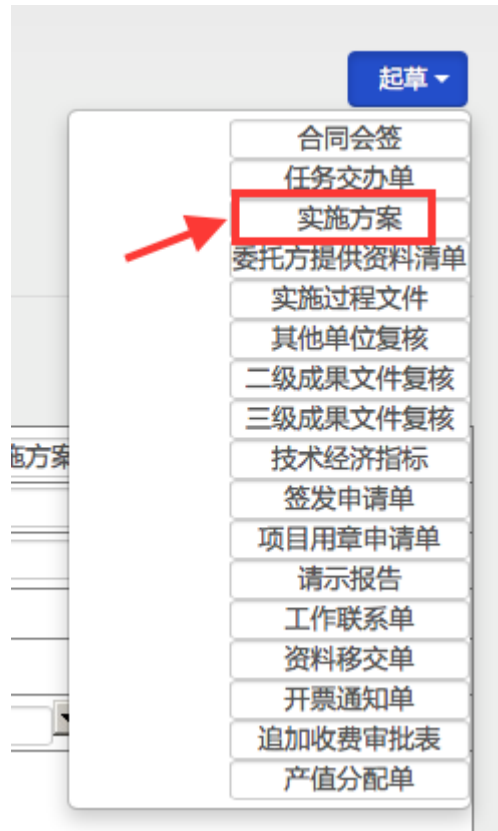 起草
合同会签
任务交办单
实施方案
委托方提供资料清单
实施过程文件
其他单位复核
二级成果文件复核
三级成果文件复核
施方案
技术经济指标
签发申请单
项目用章申请单
请示报告
工作联系单
资料移交单
开票通知单
追加收费审批表
产值分配单